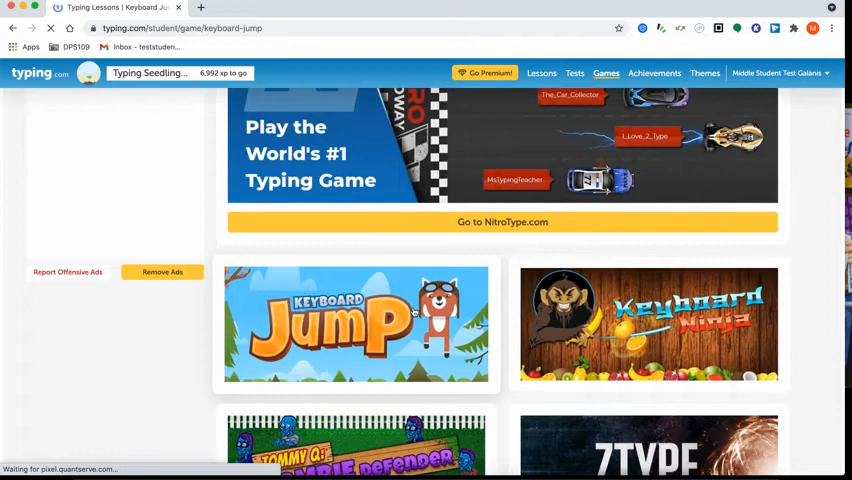 Typing Lessons | Keyboard Ju
typing.com/student/game/keyboard-jump
Apps
DPS109
Inbox - teststuden...
M
typing.com
Typing Seedling...
6,992 xp to go
Go Premium!
Lessons
Tests
Games
Achievements
Themes
Middle Student Test Galanis
Play the
World's #1
Typing Game
The_Car_Collector
I_Love_2_Type
MsTypingTeacher
77
Go to NitroType.com
Report Offensive Ads
Remove Ads
KEYBOARD
Jump
Keyboard
Ninja
TOMMY Q:
ZOMBIE DEFENDER
ZTYPE
Waiting for pixel.quantserve.com...